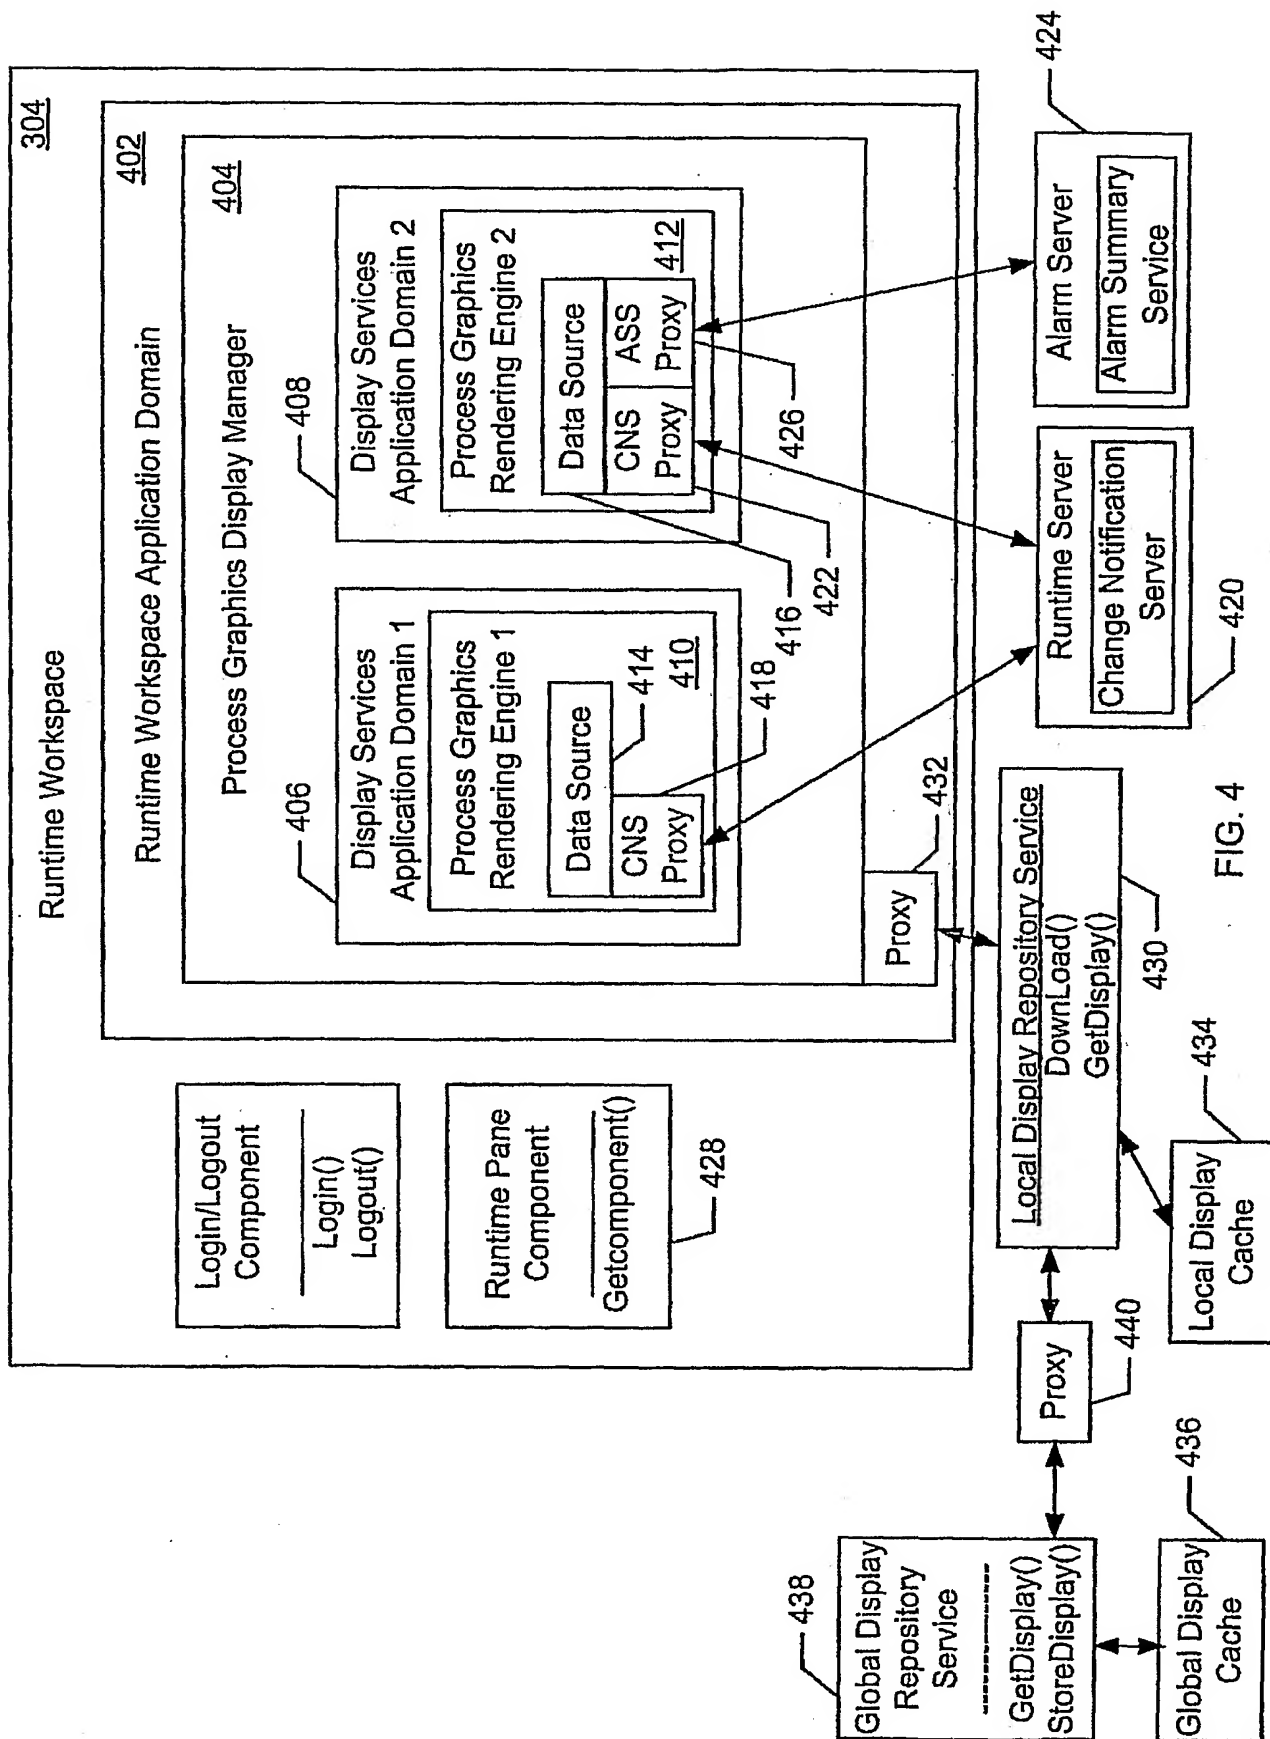 Runtime Workspace
304
Runtime Workspace Application Domain
402
Process Graphics Display Manager
404
406
Display Services
Application Domain 1
Process Graphics
Rendering Engine 1
Data Source
CNS
Proxy
414
410
418
408
Display Services
Application Domain 2
Process Graphics
Rendering Engine 2
Data Source
CNS
Proxy
ASS
Proxy
412
416
422
426
Login/Logout
Component
Login()
Logout()
Runtime Pane
Component
Getcomponent()
428
Proxy
432
Local Display Repository Service
DownLoad()
GetDisplay()
430
Runtime Server
Change Notification
Server
420
Alarm Server
Alarm Summary
Service
424
438
Global Display
Repository
Service
GetDisplay()
StoreDisplay()
Proxy
440
Local Display
Cache
434
Global Display
Cache
436
FIG. 4